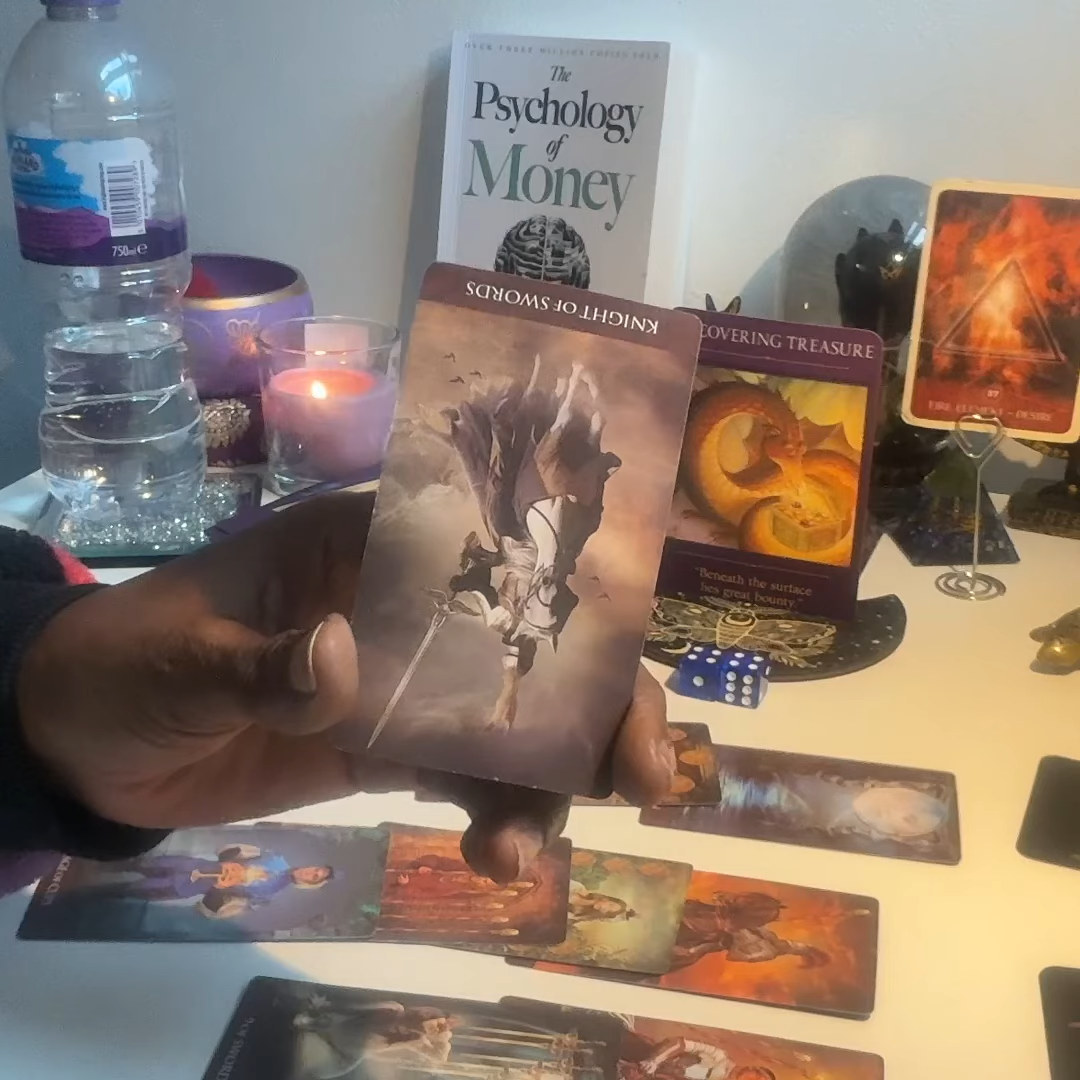 OVER THREE MILLION COPIES SOLD
The
Psychology
of
Money
750ml e
KNIGHT OF SWORDS
COVERING TREASURE
"Beneath the surface
lies great bounty."
FIRE ELEMENT - DESIRE